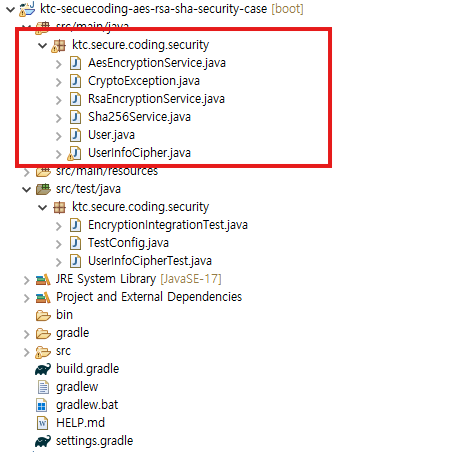 ktc-secuecoding-aes-rsa-sha-security-case [boot]
src/main/java
ktc.secure.coding.security
AesEncryptionService.java
CryptoException.java
RsaEncryptionService.java
Sha256Service.java
User.java
UserInfoCipher.java
src/main/resources
src/test/java
ktc.secure.coding.security
EncryptionIntegrationTest.java
TestConfig.java
UserInfoCipherTest.java
JRE System Library [JavaSE-17]
Project and External Dependencies
bin
gradle
src
build.gradle
gradlew
gradlew.bat
HELP.md
settings.gradle